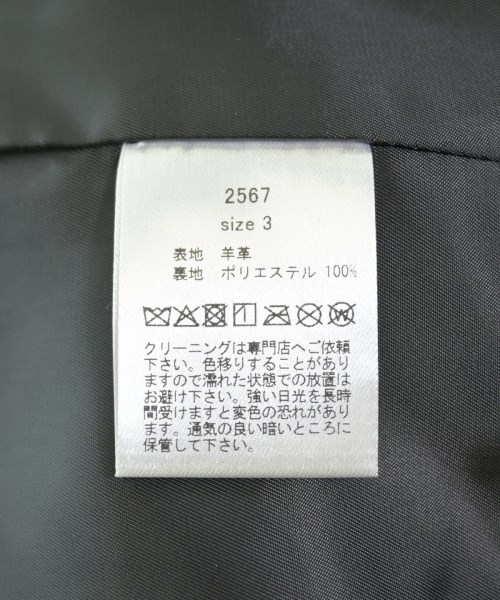 2567
size 3
表地 羊革
裏地 ポリエステル 100%
クリーニングは専門店へご依頼
下さい。色移りすることがあり
ますので濡れた状態での放置は
お避け下さい。強い日光を長時
間受けますと変色の恐れがあり
ます。通気の良い暗いところに
保管して下さい。